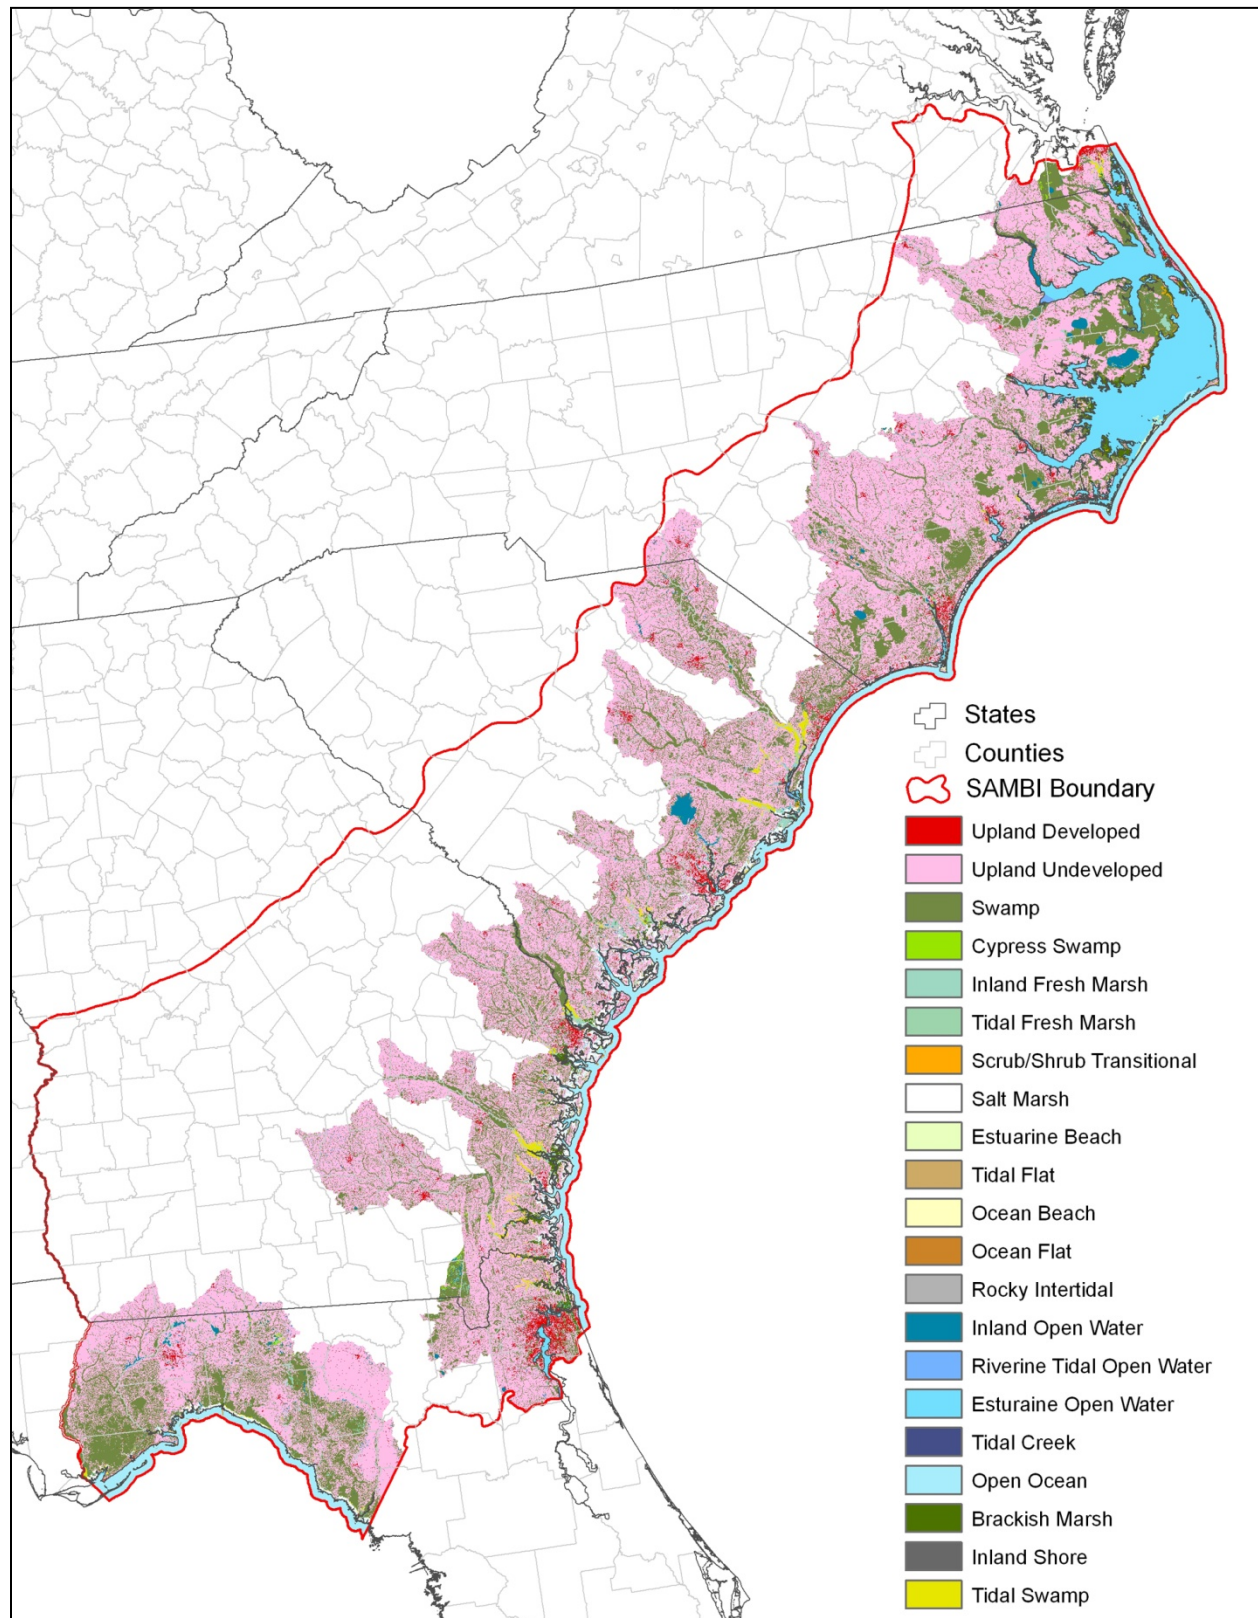 States
Counties
SAMBI Boundary
Upland Developed
Upland Undeveloped
Swamp
Cypress Swamp
Inland Fresh Marsh
Tidal Fresh Marsh
Scrub/Shrub Transitional
Salt Marsh
Estuarine Beach
Tidal Flat
Ocean Beach
Ocean Flat
Rocky Intertidal
Inland Open Water
Riverine Tidal Open Water
Esturaine Open Water
Tidal Creek
Open Ocean
Brackish Marsh
Inland Shore
Tidal Swamp